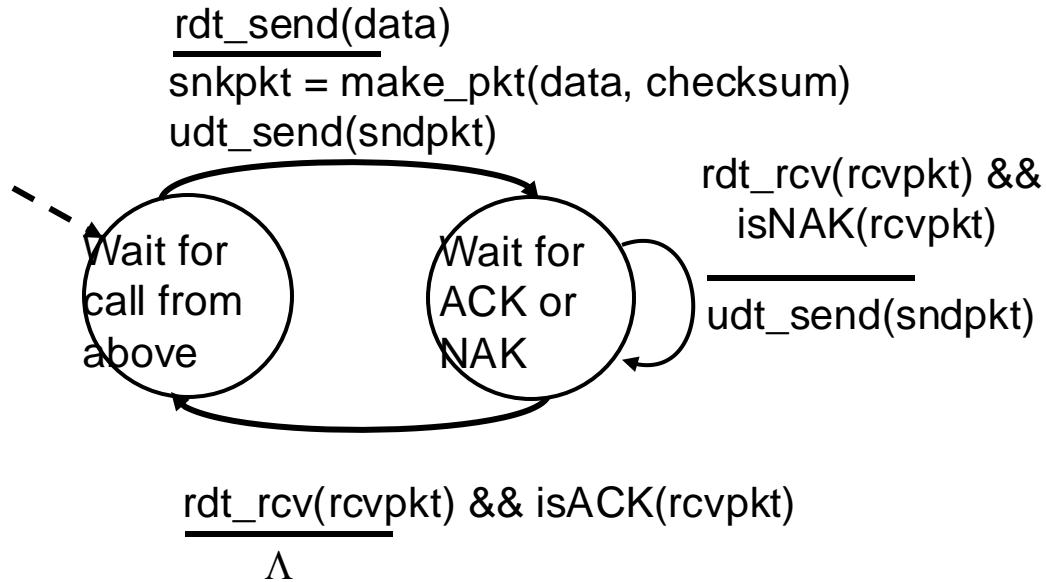 rdt_send(data)
snkpkt = make_pkt(data, checksum)
udt_send(sndpkt)
rdt_rcv(rcvpkt) &&
isNAK(rcvpkt)
udt_send(sndpkt)
Wait for
call from
above
Wait for
ACK or
NAK
rdt_rcv(rcvpkt) && isACK(rcvpkt)
Λ